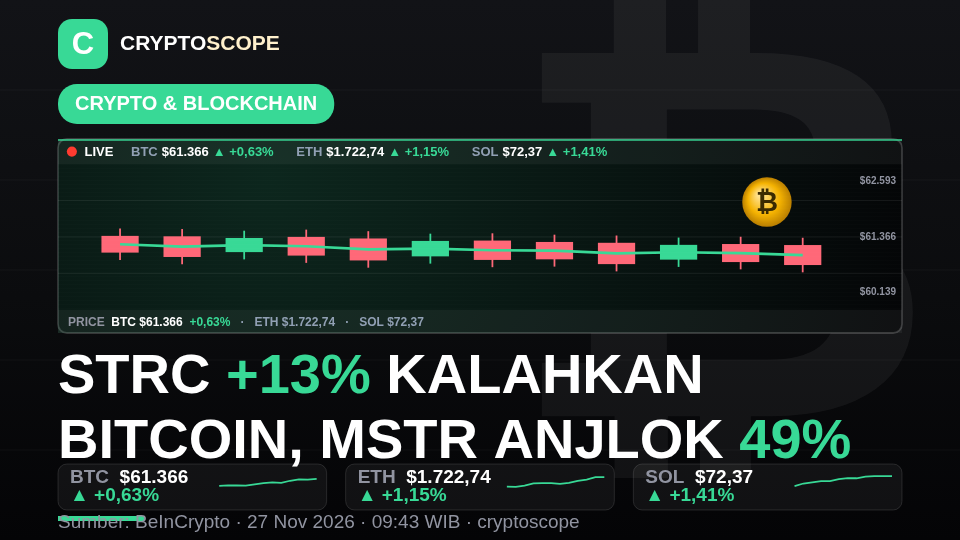 C CRYPTOSCOPE
CRYPTO & BLOCKCHAIN
LIVE BTC $61.366 ▲ +0,63% ETH $1.722,74 ▲ +1,15% SOL $72,37 ▲ +1,41%
₿
$62.593
$61.366
$60.139
PRICE BTC $61.366 +0,63% · ETH $1.722,74 · SOL $72,37
STRC +13% KALAHKAN
BITCOIN, MSTR ANJLOK 49%
BTC $61.366
▲ +0,63%
ETH $1.722,74
▲ +1,15%
SOL $72,37
▲ +1,41%
Sumber: BeInCrypto · 27 Nov 2026 · 09:43 WIB · cryptoscope